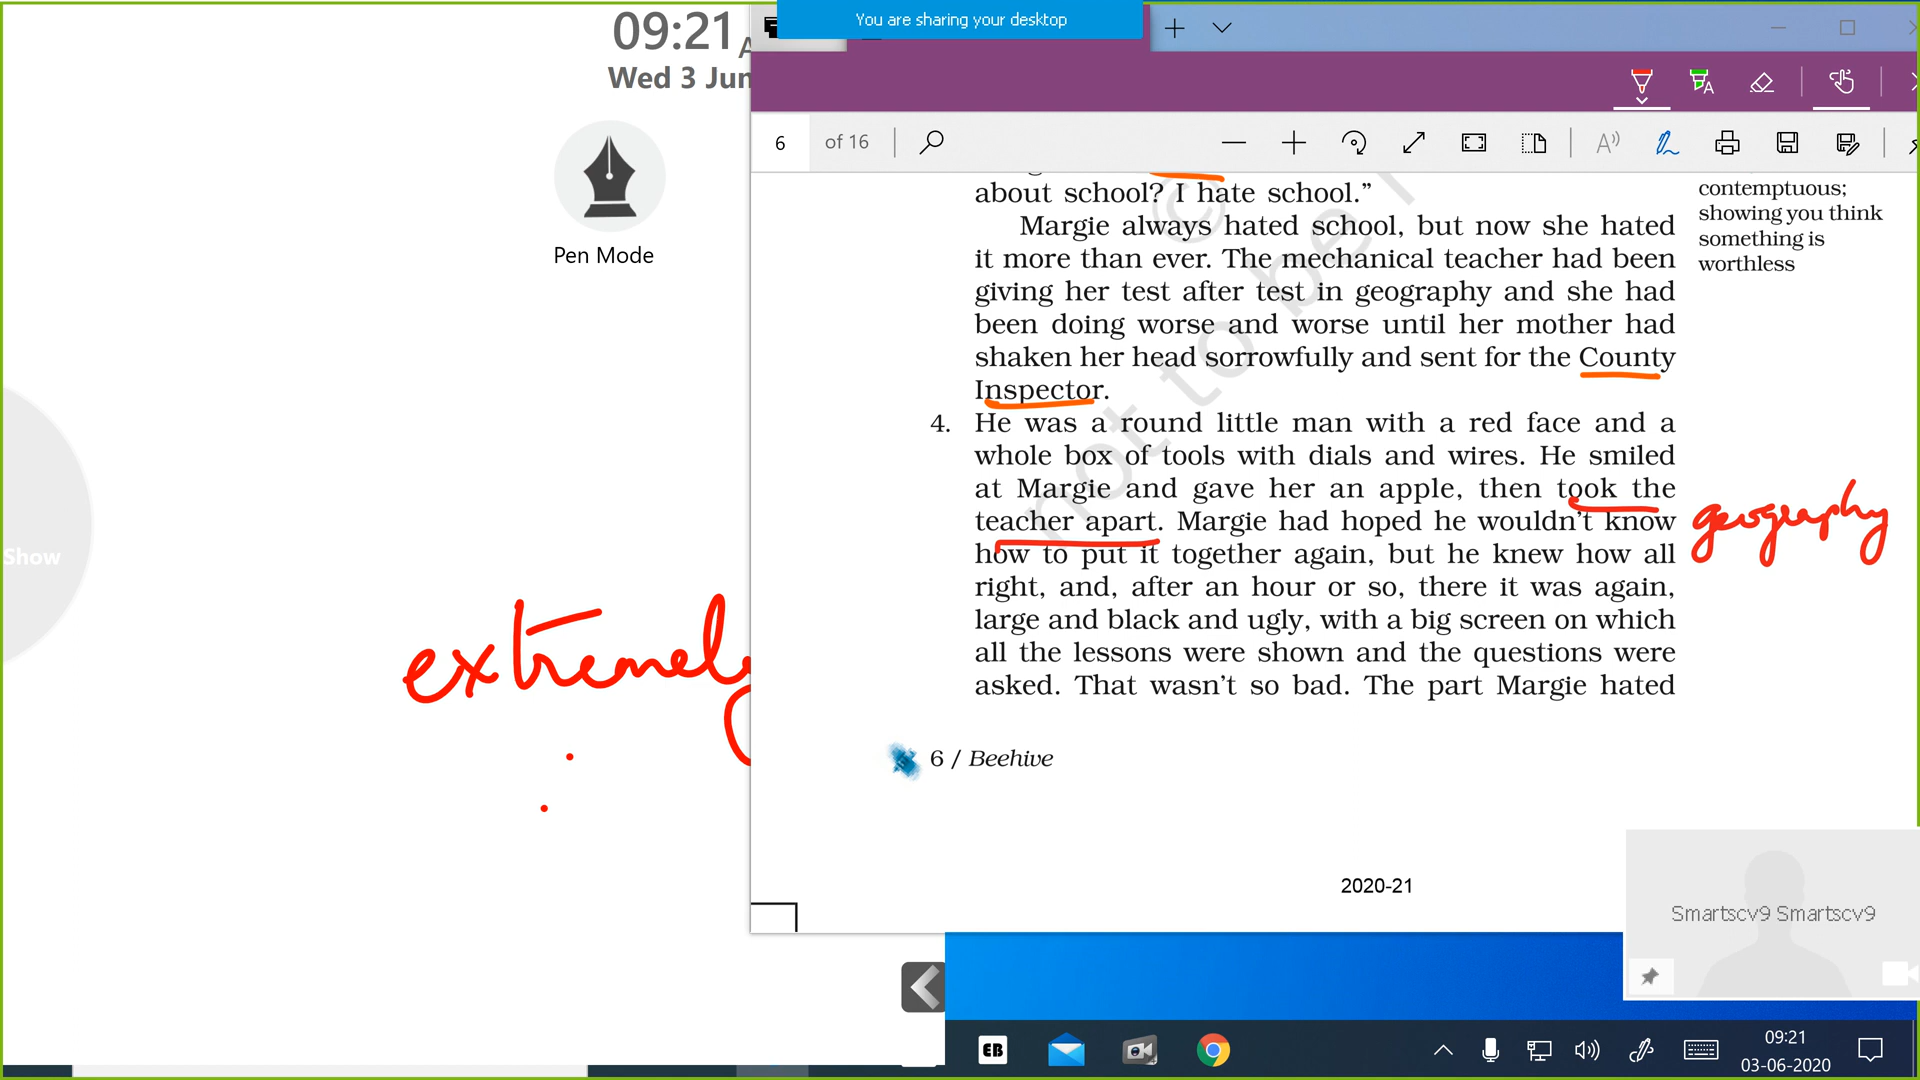 09:21
Wed 3 Jun
Pen Mode
Show
extremely
You are sharing your desktop
6 of 16
about school? I hate school.”
Margie always hated school, but now she hated
it more than ever. The mechanical teacher had been
giving her test after test in geography and she had
been doing worse and worse until her mother had
shaken her head sorrowfully and sent for the County
Inspector.
4. He was a round little man with a red face and a
whole box of tools with dials and wires. He smiled
at Margie and gave her an apple, then took the
teacher apart. Margie had hoped he wouldn’t know
how to put it together again, but he knew how all
right, and, after an hour or so, there it was again,
large and black and ugly, with a big screen on which
all the lessons were shown and the questions were
asked. That wasn’t so bad. The part Margie hated
contemptuous;
showing you think
something is
worthless
geography
not to be
6 / Beehive
2020-21
Smartscv9 Smartscv9
EB
09:21
03-06-2020